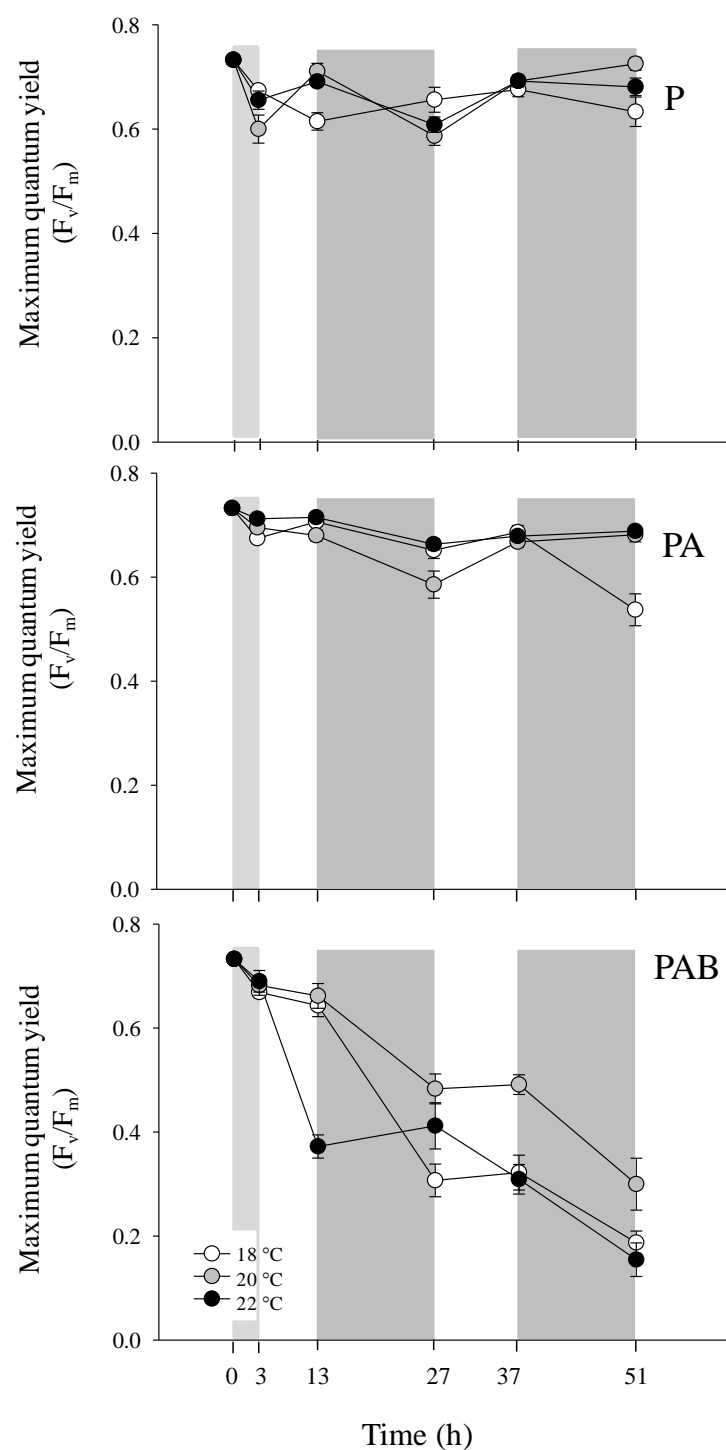 0.8
0.6
0.4
0.2
0.0
Maximum quantum yield
(Fv/Fm)
P
0.8
0.6
0.4
0.2
0.0
Maximum quantum yield
(Fv/Fm)
PA
0.8
0.6
0.4
0.2
0.0
Maximum quantum yield
(Fv/Fm)
PAB
18 °C
20 °C
22 °C
0 3 13 27 37 51
Time (h)